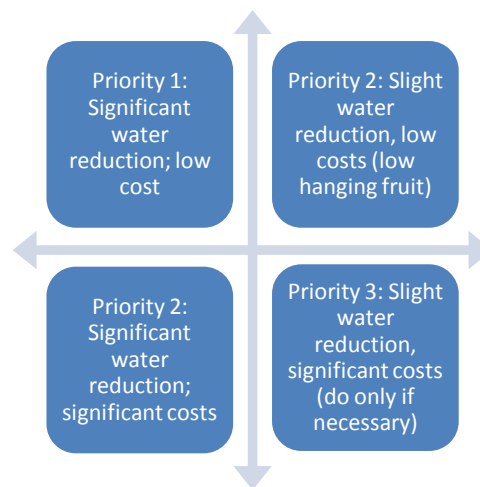 Priority 1:
Significant
water
reduction; low
cost
Priority 2: Slight
water
reduction, low
costs (low
hanging fruit)
Priority 2:
Significant
water
reduction;
significant costs
Priority 3: Slight
water
reduction,
significant costs
(do only if
necessary)